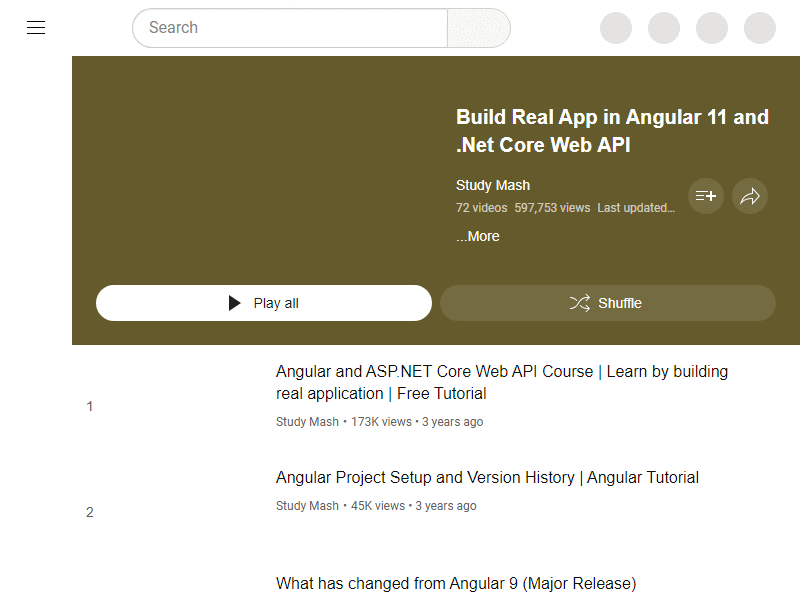 Search
Build Real App in Angular 11 and
.Net Core Web API
Study Mash
72 videos 597,753 views Last updated...
...More
Play all
Shuffle
1
Angular and ASP.NET Core Web API Course | Learn by building
real application | Free Tutorial
Study Mash • 173K views • 3 years ago
2
Angular Project Setup and Version History | Angular Tutorial
Study Mash • 45K views • 3 years ago
What has changed from Angular 9 (Major Release)